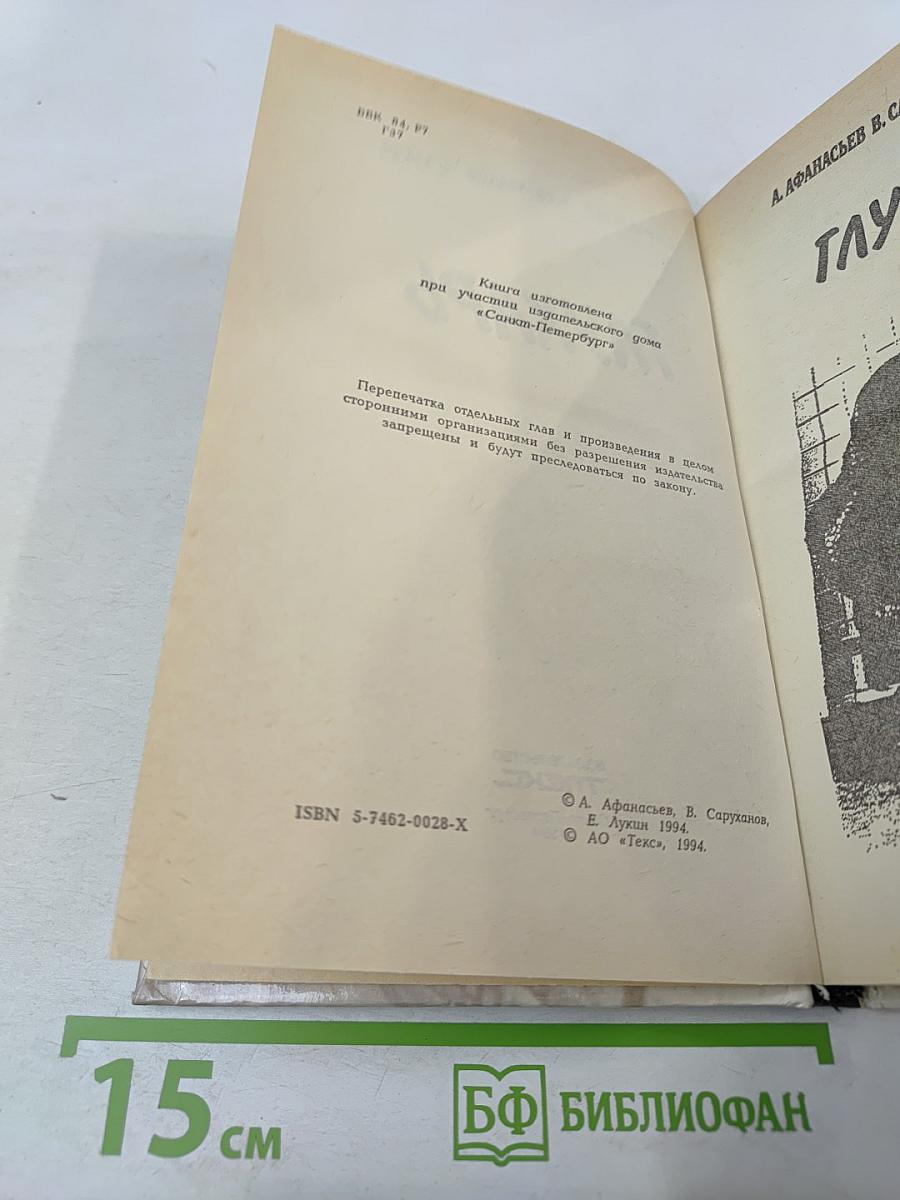 ББК 84. Р7
Г37
Книга изготовлена
при участии издательского дома
«Санкт-Петербург»
Перепечатка отдельных глав и произведения в целом
сторонними организациями без разрешения издательства
запрещены и будут преследоваться по закону.
ISBN 5-7462-0028-X
© А. Афанасьев, В. Саруханов,
Е. Лукин 1994.
© АО «Текс», 1994.
А. АФАНАСЬЕВ В. СА
ГЛУ
15 см
БФ БИБЛИОФАН